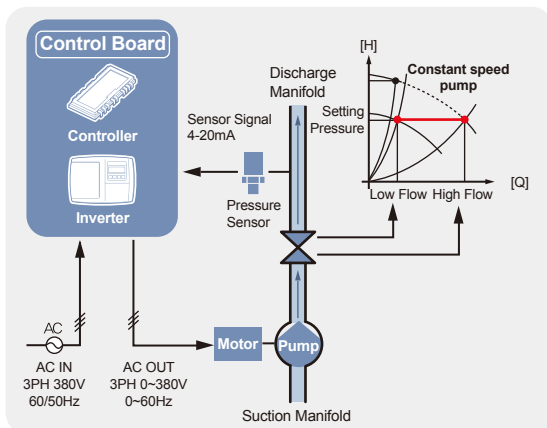 Control Board
Controller
Inverter
AC
AC IN
3PH 380V
60/50Hz
AC OUT
3PH 0~380V
0~60Hz
Sensor Signal
4-20mA
Pressure
Sensor
Discharge
Manifold
Motor
Pump
Suction Manifold
[H]
Constant speed
pump
Setting
Pressure
[Q]
Low Flow
High Flow